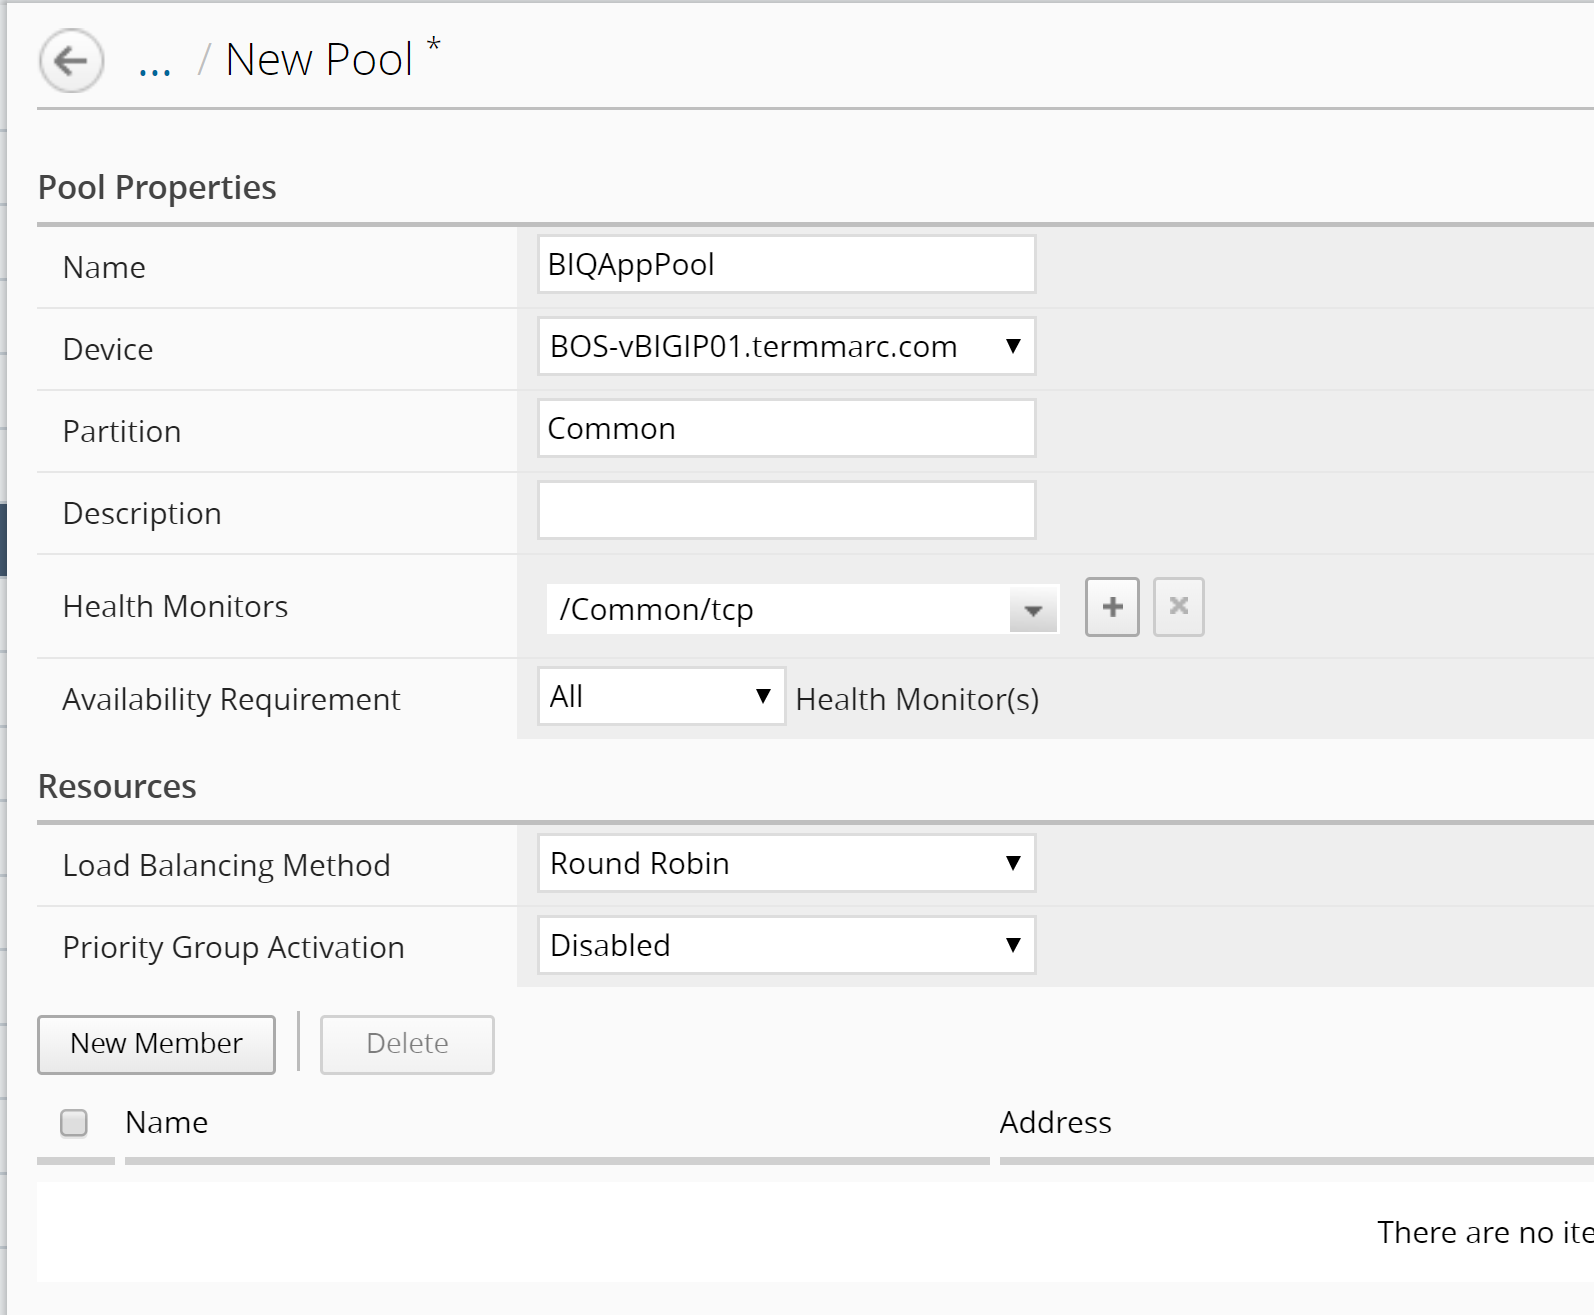 ... / New Pool *
Pool Properties
Name BIQAppPool
Device BOS-vBIGIP01.termmarc.com
Partition Common
Description
Health Monitors /Common/tcp
Availability Requirement All Health Monitor(s)
Resources
Load Balancing Method Round Robin
Priority Group Activation Disabled
New Member Delete
Name Address
There are no ite